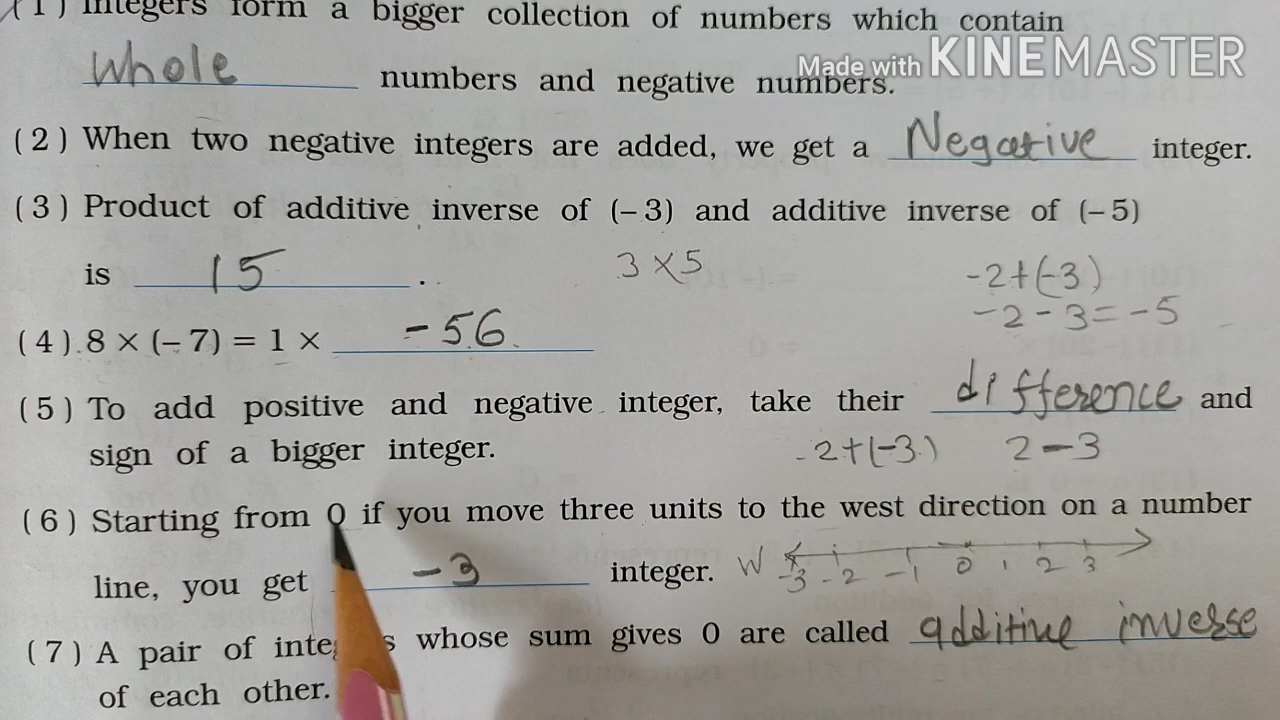 (1) Integers form a bigger collection of numbers which contain
Made with KINEMASTER
Whole numbers and negative numbers.
(2) When two negative integers are added, we get a Negative integer.
(3) Product of additive inverse of (–3) and additive inverse of (–5)
is 15 .
3 × 5
-2+(-3)
-2 - 3 = -5
(4) 8 × (– 7) = 1 × -56
(5) To add positive and negative integer, take their difference and
sign of a bigger integer.
-2+(-3) 2 - 3
(6) Starting from 0 if you move three units to the west direction on a number
line, you get -3 integer.
W -3 -2 -1 0 1 2 3
(7) A pair of integers whose sum gives 0 are called additive inverse
of each other.